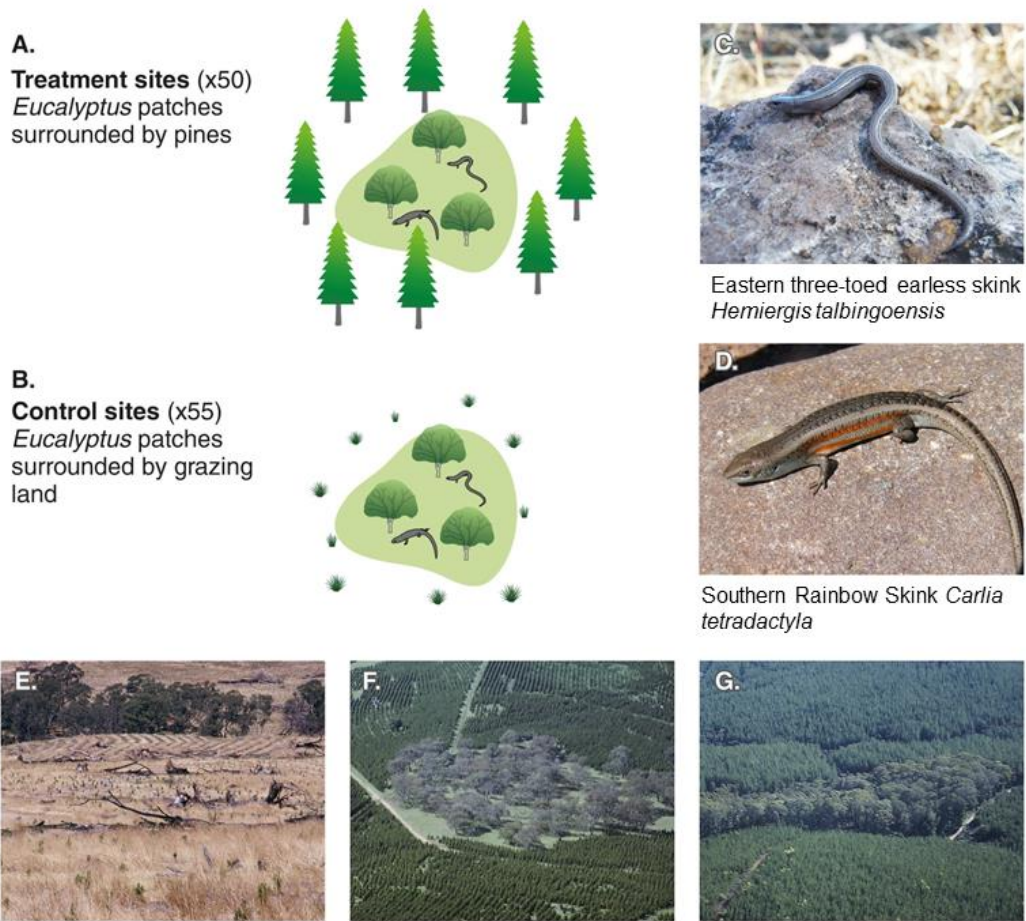 A.
Treatment sites (x50)
Eucalyptus patches
surrounded by pines
B.
Control sites (x55)
Eucalyptus patches
surrounded by grazing
land
C.
Eastern three-toed earless skink
Hemiergis talbingoensis
D.
Southern Rainbow Skink Carlia
tetradactyla
E.
F.
G.